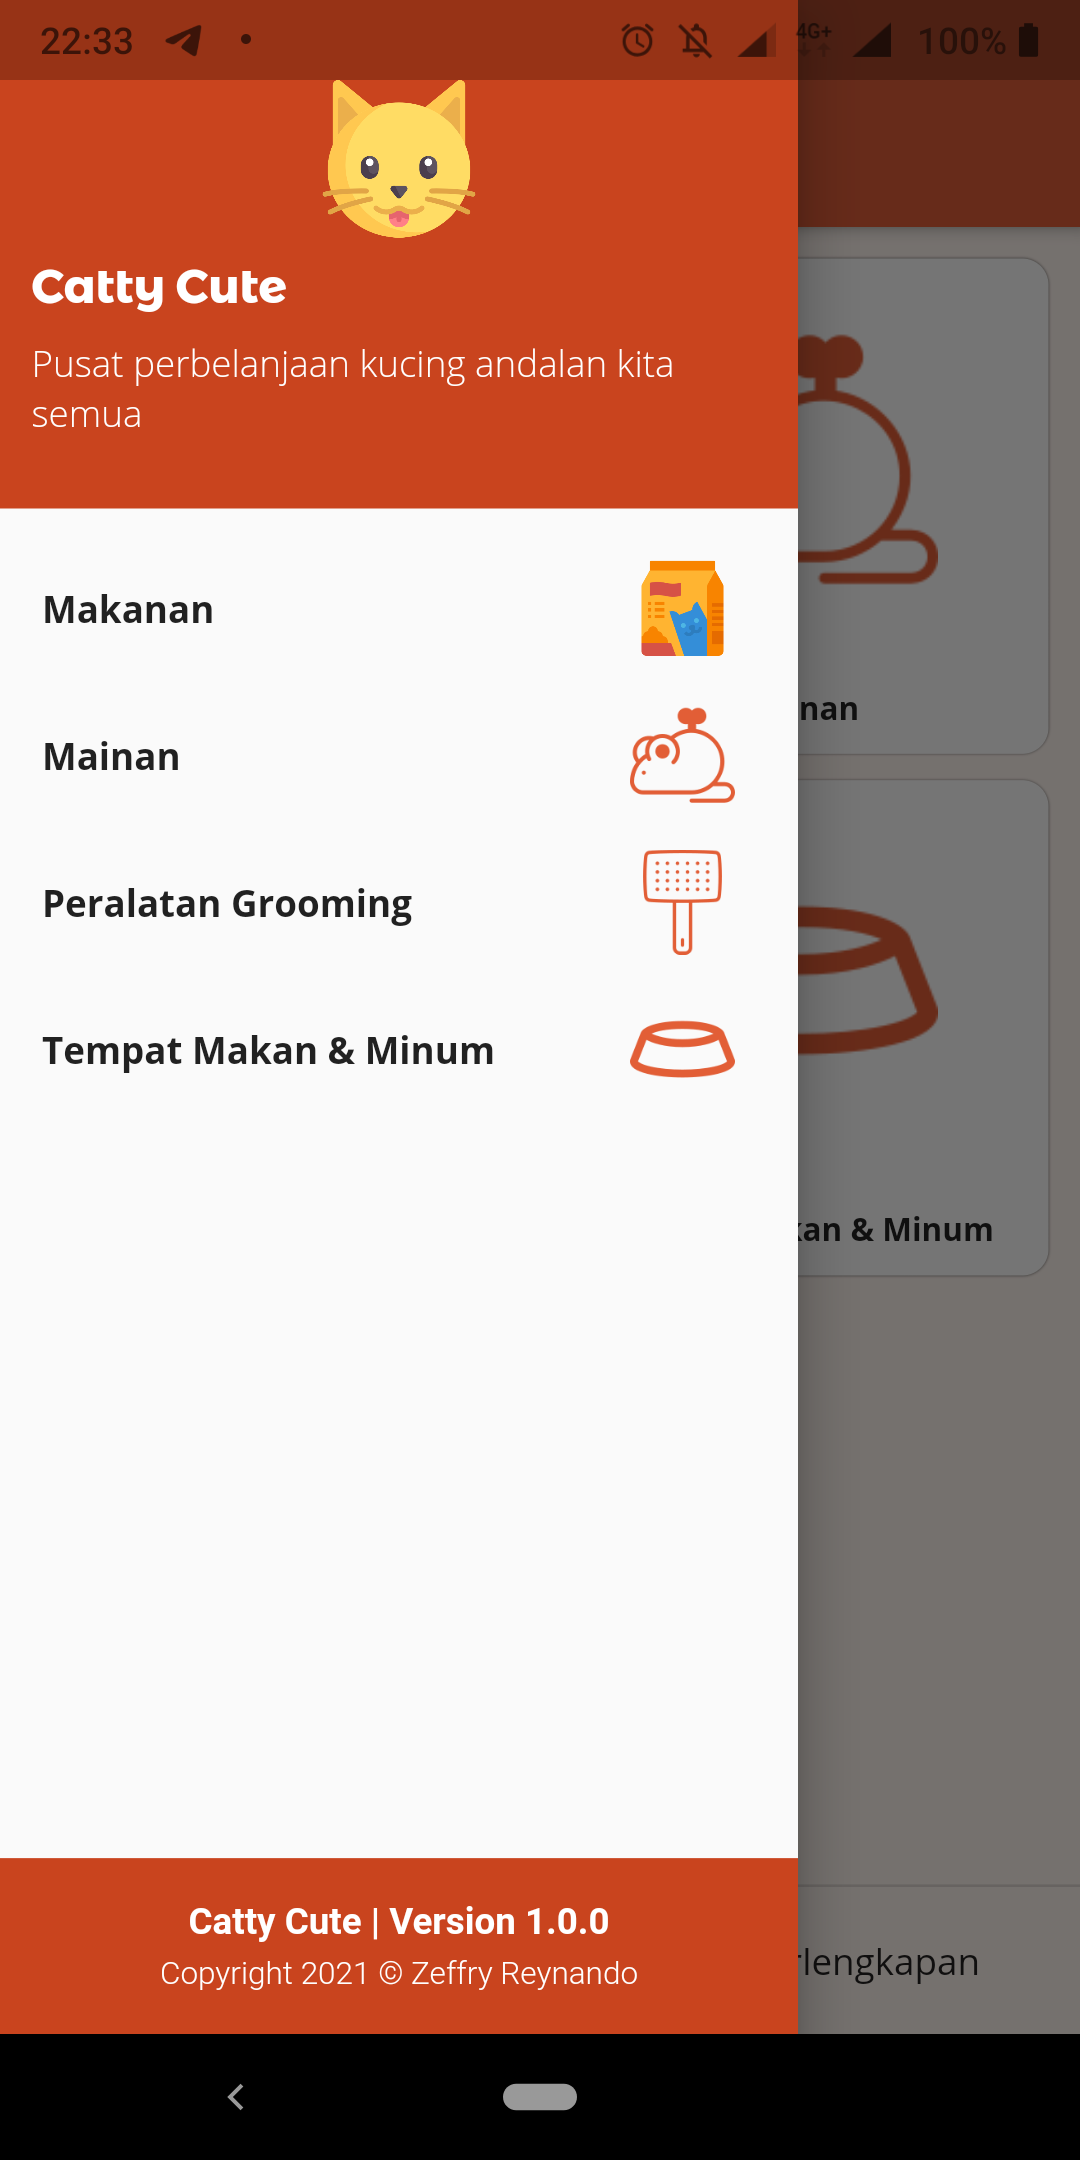 22:33
4G+
100%
Catty Cute
Pusat perbelanjaan kucing andalan kita
semua
Makanan
Mainan
Peralatan Grooming
Tempat Makan & Minum
nan
kan & Minum
rlengkapan
Catty Cute | Version 1.0.0
Copyright 2021 © Zeffry Reynando